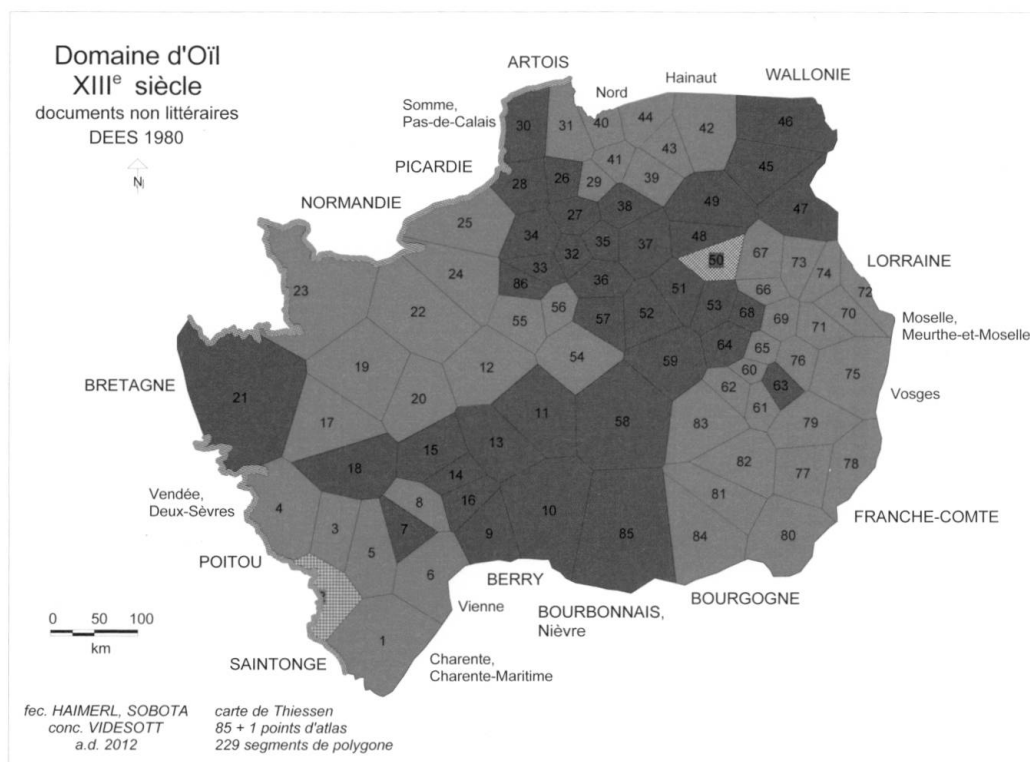 Domaine d'Oïl
XIIIe siècle
documents non littéraires
DEES 1980
N
ARTOIS
Nord
Hainaut
WALLONIE
Somme,
Pas-de-Calais
PICARDIE
NORMANDIE
LORRAINE
Moselle,
Meurthe-et-Moselle
BRETAGNE
Vosges
Vendée,
Deux-Sèvres
FRANCHE-COMTE
POITOU
BERRY
BOURGOGNE
Vienne
BOURBONNAIS,
Nièvre
SAINTONGE
Charente,
Charente-Maritime
0 50 100
km
30 31 40 44 42 46
41 43 45
28 26 29 39
27 38 49 47
25 34 35 37 48
32 50 67 73 74
33 36 51 66 72
24 86 53 68 70
23 22 55 56 57 52 69 71
64 65 76
19 12 54 59 60 63 75
21 20 62 61
17 11 58 83 79
15 13 82 77 78
18 14 81
4 8 16
3 7 9 10 85 84 80
5 6
1
fec. HAIMERL, SOBOTA
conc. VIDESOTT
a.d. 2012
carte de Thiessen
85 + 1 points d'atlas
229 segments de polygone